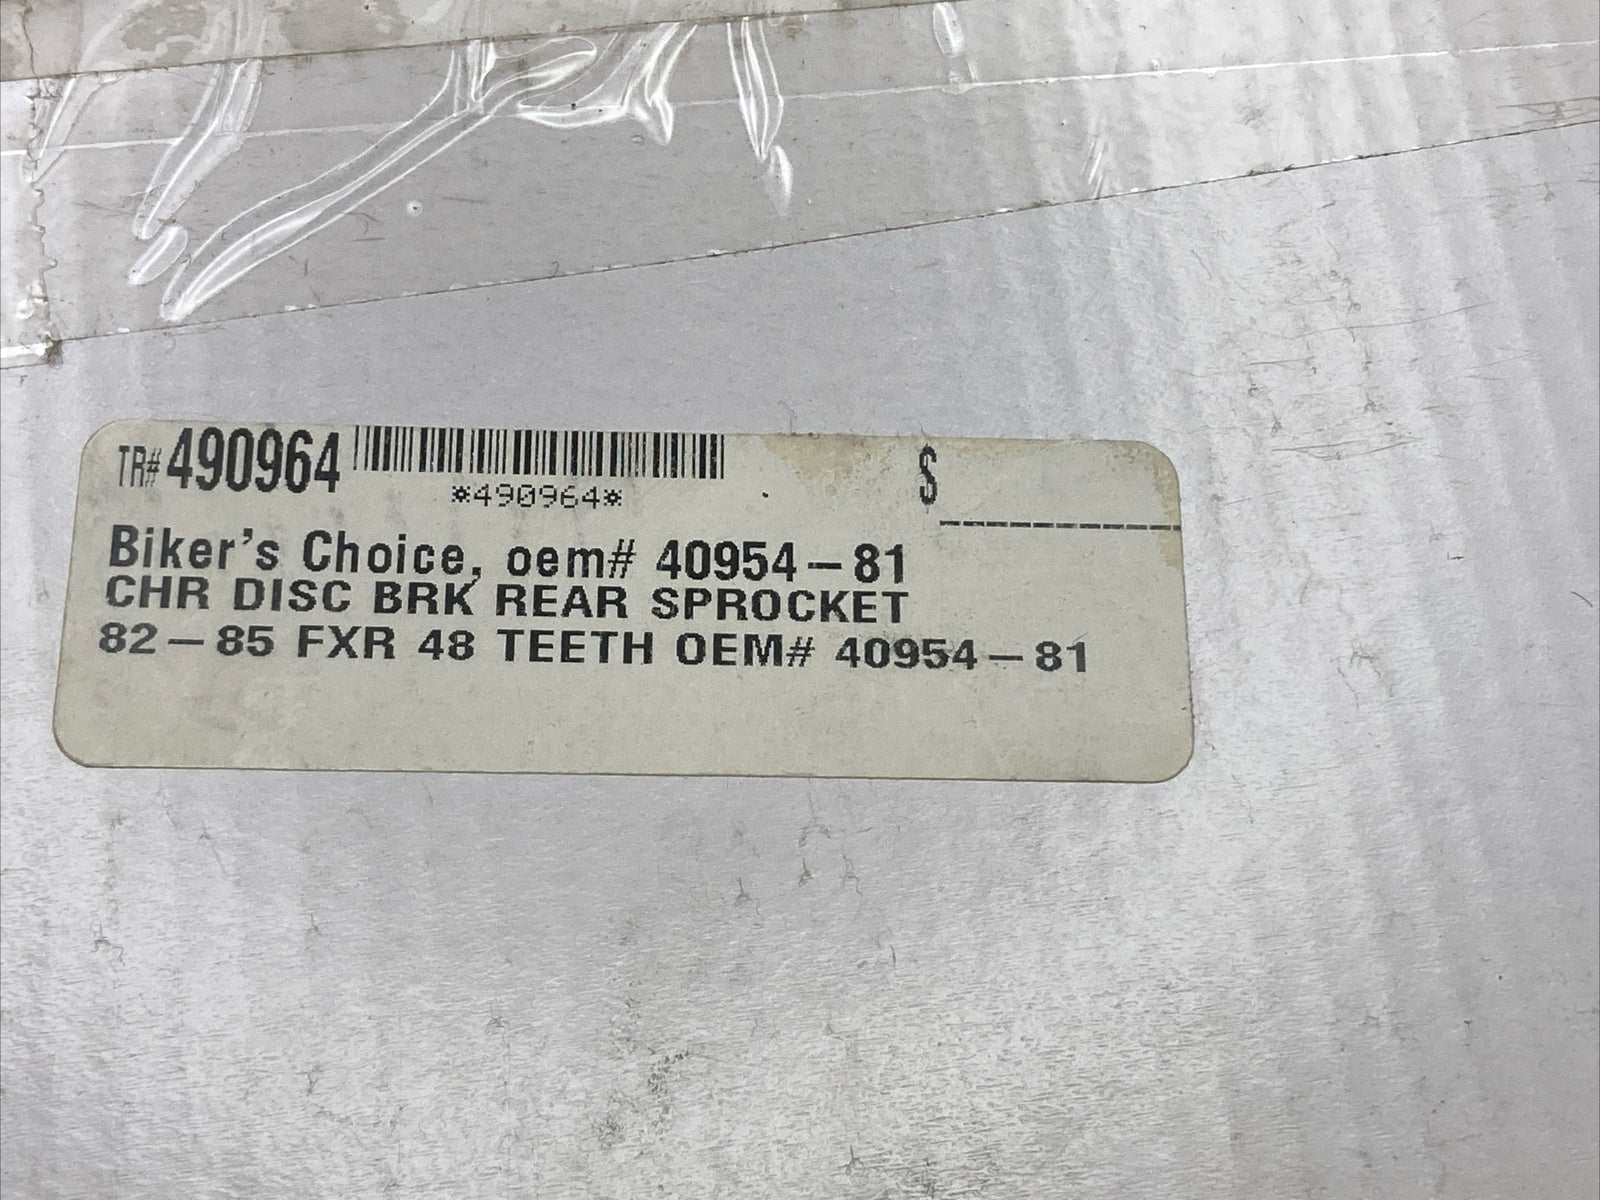 TR# 490964 $
*490964*
Biker's Choice, oem# 40954-81
CHR DISC BRK REAR SPROCKET
82-85 FXR 48 TEETH OEM# 40954-81